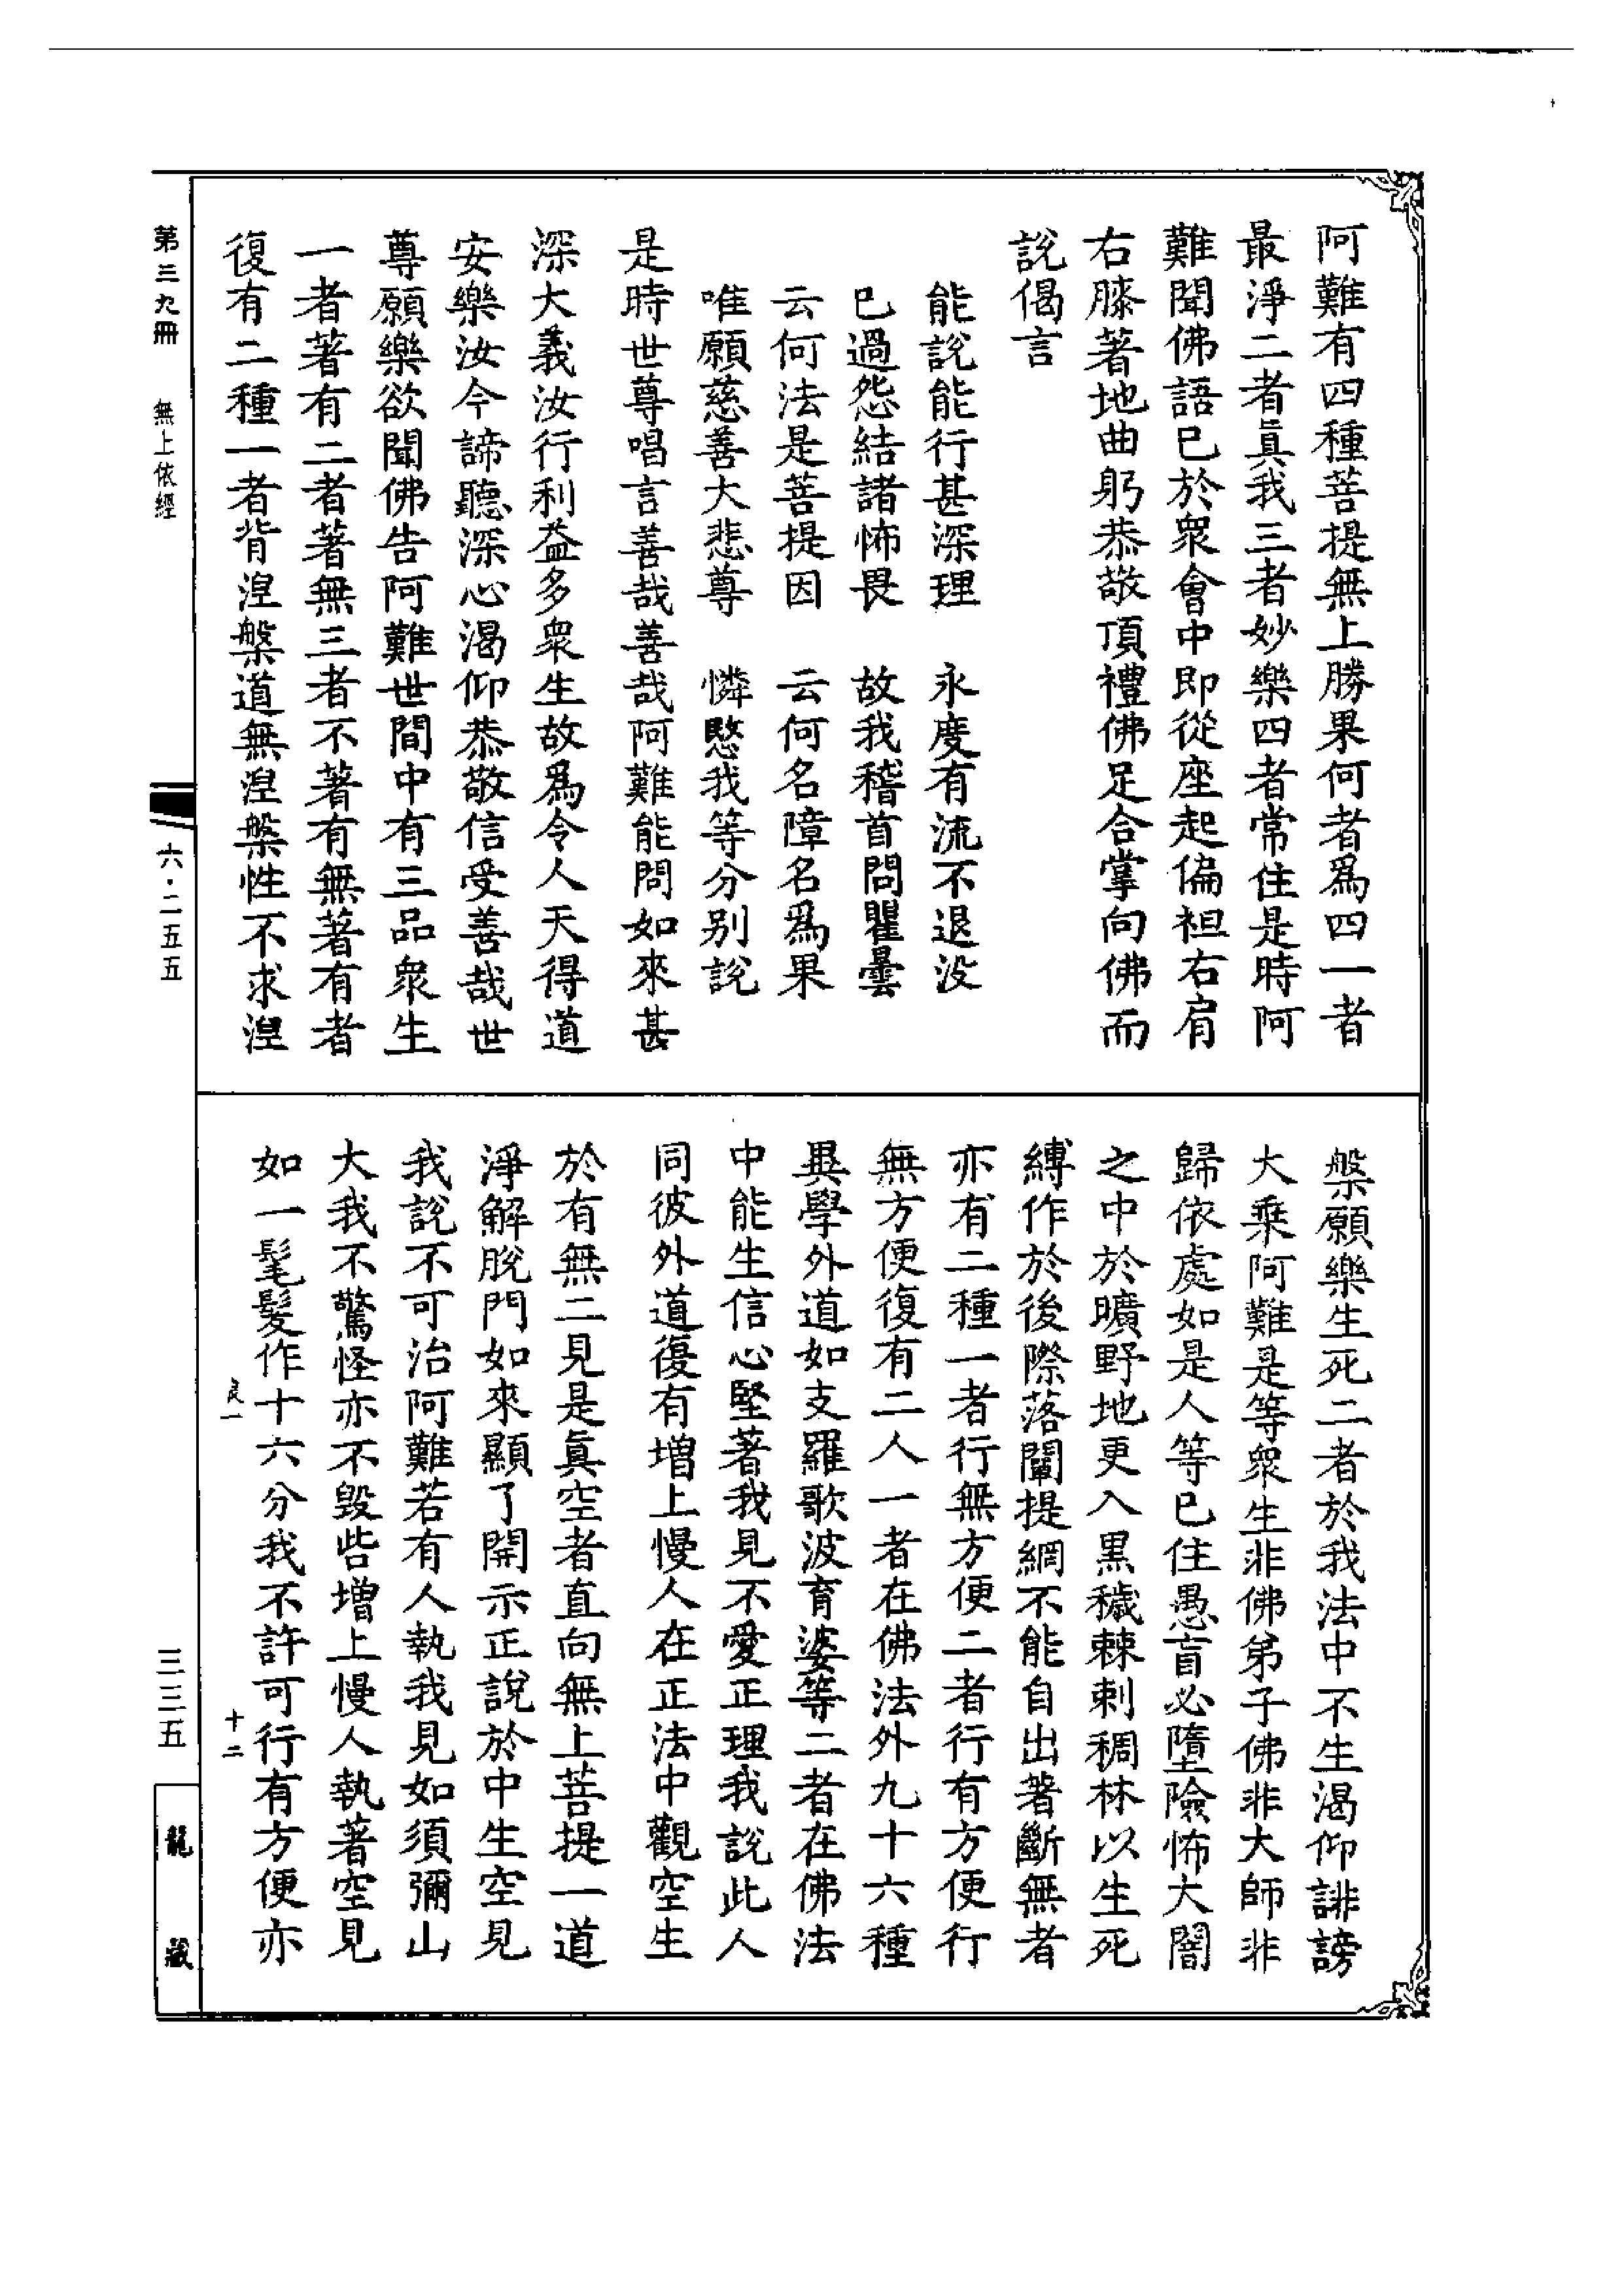 阿難有四種菩提無上勝果何者爲四一者
最淨二者眞我三者妙樂四者常住是時阿
難聞佛語已於衆會中即從座起偏袒右肩
右膝著地曲躬恭敬頂禮佛足合掌向佛而
說偈言
能說能行甚深理　永度有流不退没
已過怨結諸怖畏　故我稽首問瞿曇
云何法是菩提因　云何名障名爲果
唯願慈善大悲尊　憐愍我等分別說
是時世尊唱言善哉善哉阿難能問如來甚
深大義汝行利益多衆生故爲令人天得道
安樂汝今諦聽深心渴仰恭敬信受善哉世
尊願樂欲聞佛告阿難世間中有三品衆生
一者著有二者著無三者不著有無著有者
復有二種一者背涅槃道無涅槃性不求涅
槃願樂生死二者於我法中不生渴仰誹謗
大乘阿難是等衆生非佛弟子佛非大師非
歸依處如是人等已住愚盲必墮險怖大闇
之中於曠野地更入黒穢棘刺稠林以生死
縛作於後際落闡提網不能自出著斷無者
亦有二種一者行無方便二者行有方便行
無方便復有二人一者在佛法外九十六種
異學外道如支羅歌波育婆等二者在佛法
中能生信心堅著我見不愛正理我說此人
同彼外道復有增上慢人在正法中觀空生
於有無二見是眞空者直向無上菩提一道
淨解脫門如來顯了開示正說於中生空見
我說不可治阿難若有人執我見如須彌山
大我不驚怪亦不毀呰增上慢人執著空見
如一髦髮作十六分我不許可行有方便亦
良一
十二
第三九冊　無上依經
六·二五五
三三五
龍藏